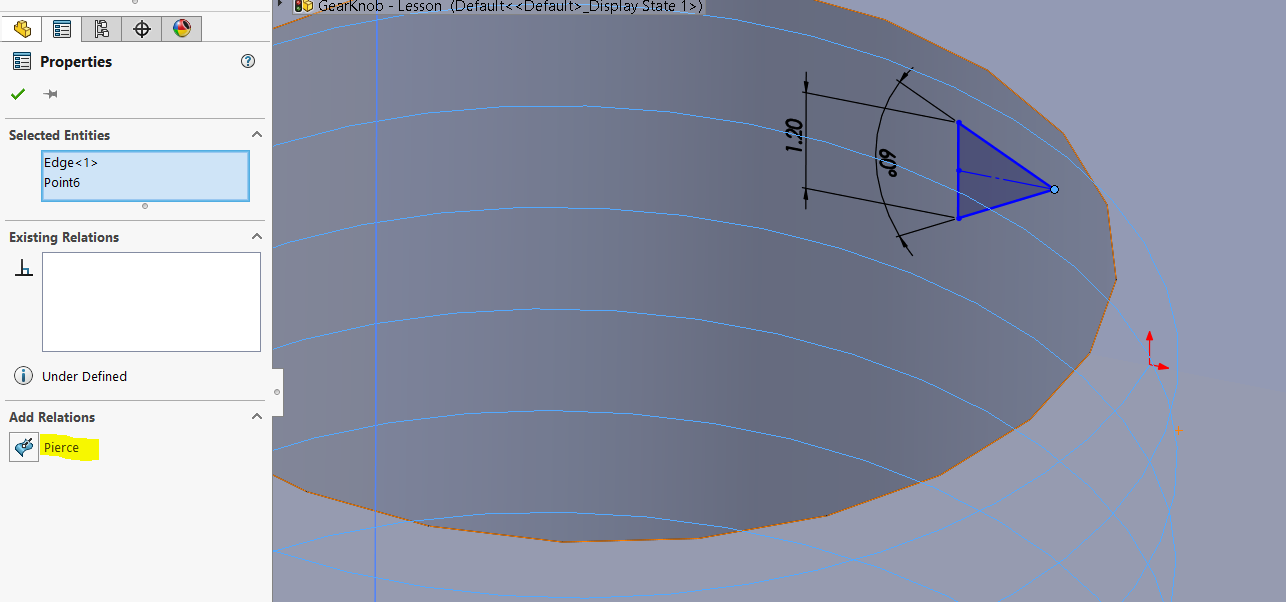 GearKnob - Lesson (Default<<Default>_Display State 1>)
Properties
Selected Entities
Edge<1>
Point6
Existing Relations
Under Defined
Add Relations
Pierce
1.20
60°